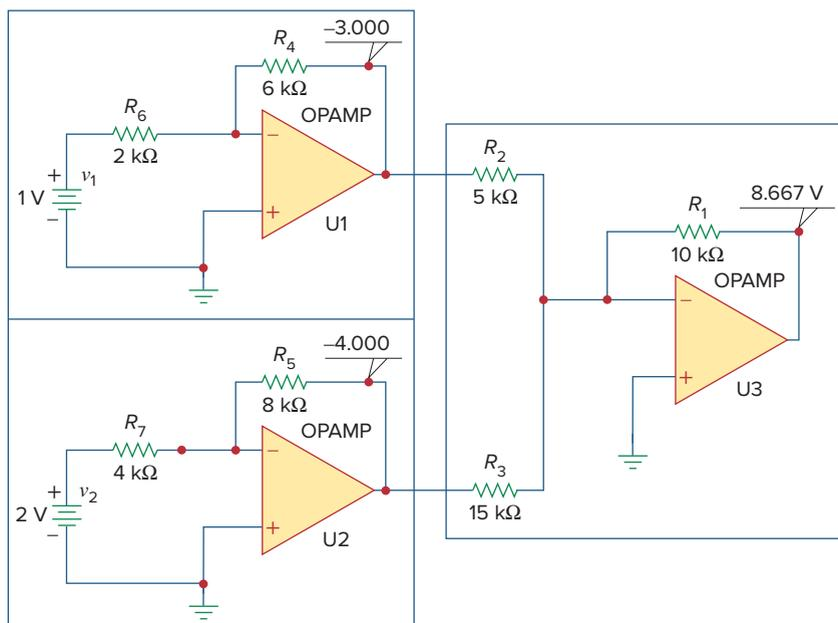 −3.000
R4
6 kΩ
OPAMP
R6
2 kΩ
+
v1
1 V
−
−
+
U1
R2
5 kΩ
8.667 V
R1
10 kΩ
OPAMP
−
+
U3
−4.000
R5
8 kΩ
OPAMP
R7
4 kΩ
+
v2
2 V
−
−
+
U2
R3
15 kΩ